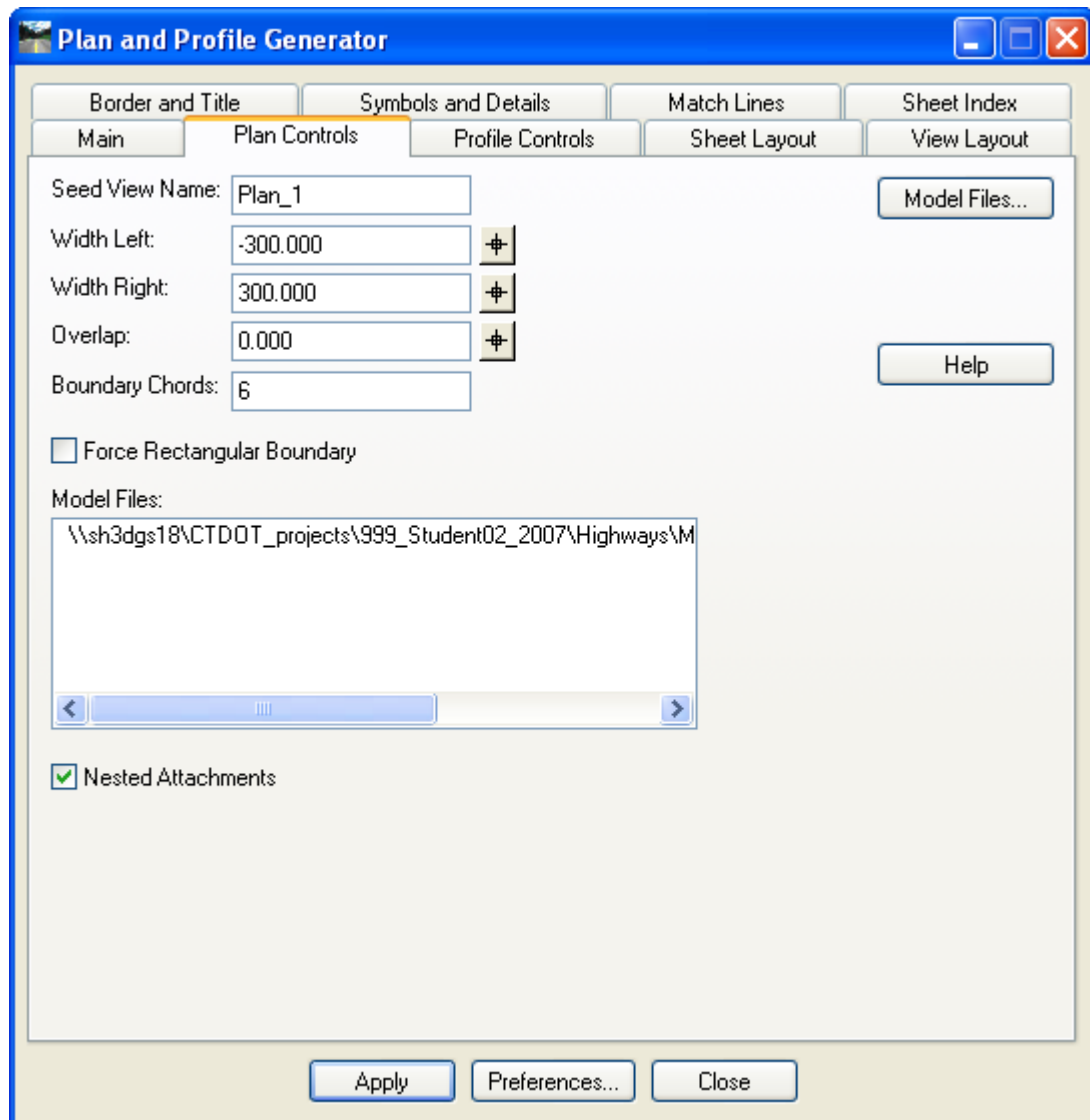 Plan and Profile Generator
Border and Title Symbols and Details Match Lines Sheet Index
Main Plan Controls Profile Controls Sheet Layout View Layout
Seed View Name: Plan_1 Model Files...
Width Left: -300.000
Width Right: 300.000
Overlap: 0.000
Help
Boundary Chords: 6
Force Rectangular Boundary
Model Files:
\\sh3dgs18\CTDOT_projects\999_Student02_2007\Highways\M
Nested Attachments
Apply Preferences... Close